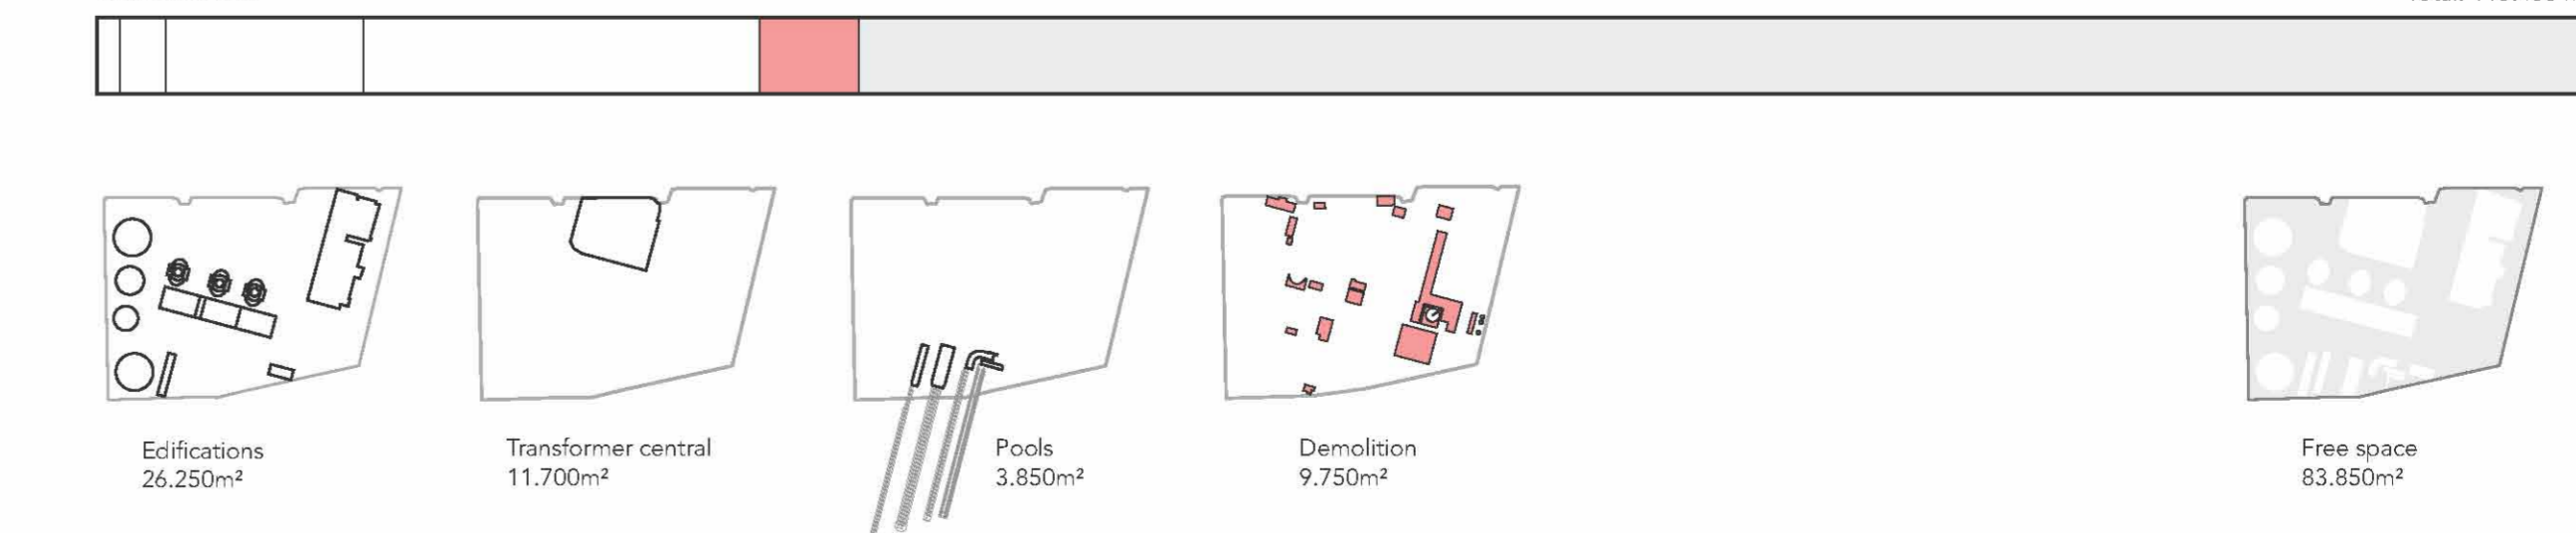 Edifications
26.250m²
Transformer central
11.700m²
Pools
3.850m²
Demolition
9.750m²
Free space
83.850m²